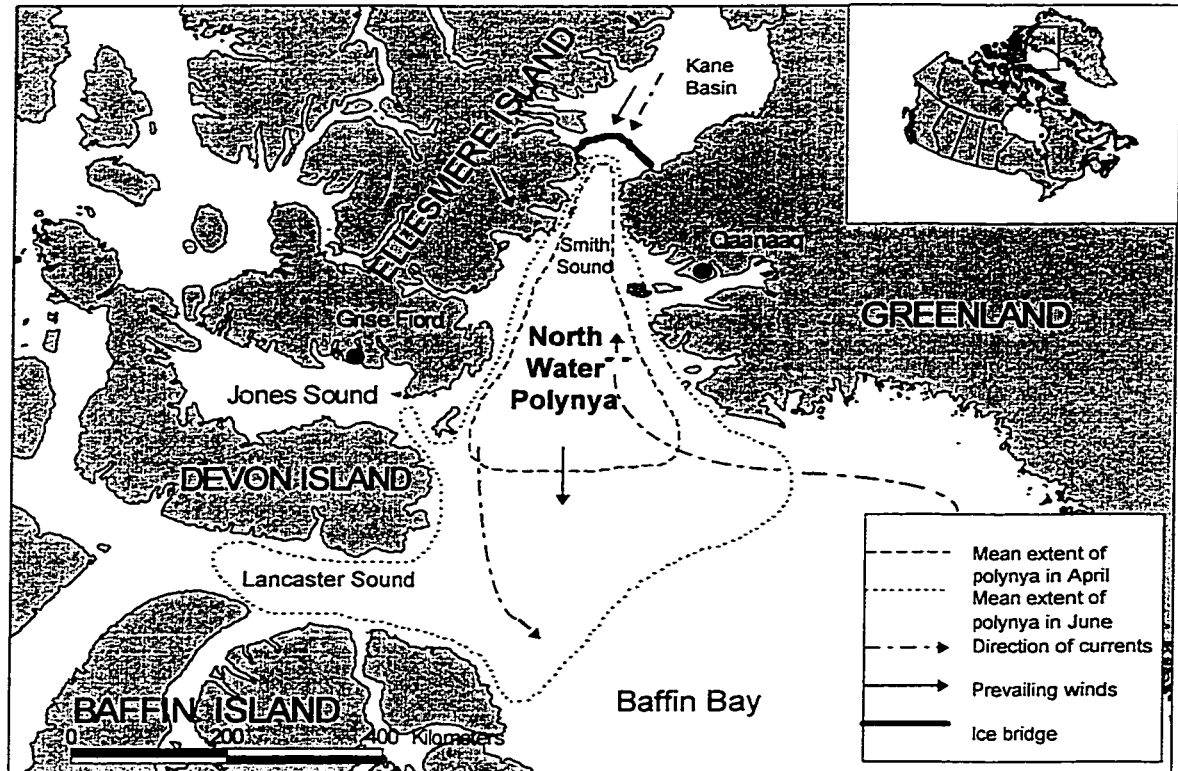 Kane
Basin
ELLESMERE ISLAND
Smith
Sound
Qaanaaq
GREENLAND
Grise Fiord
North
Water
Polynya
Jones Sound
DEVON ISLAND
Lancaster Sound
Baffin Bay
BAFFIN ISLAND
0 200 400 Kilometers
Mean extent of
polynya in April
Mean extent of
polynya in June
Direction of currents
Prevailing winds
Ice bridge